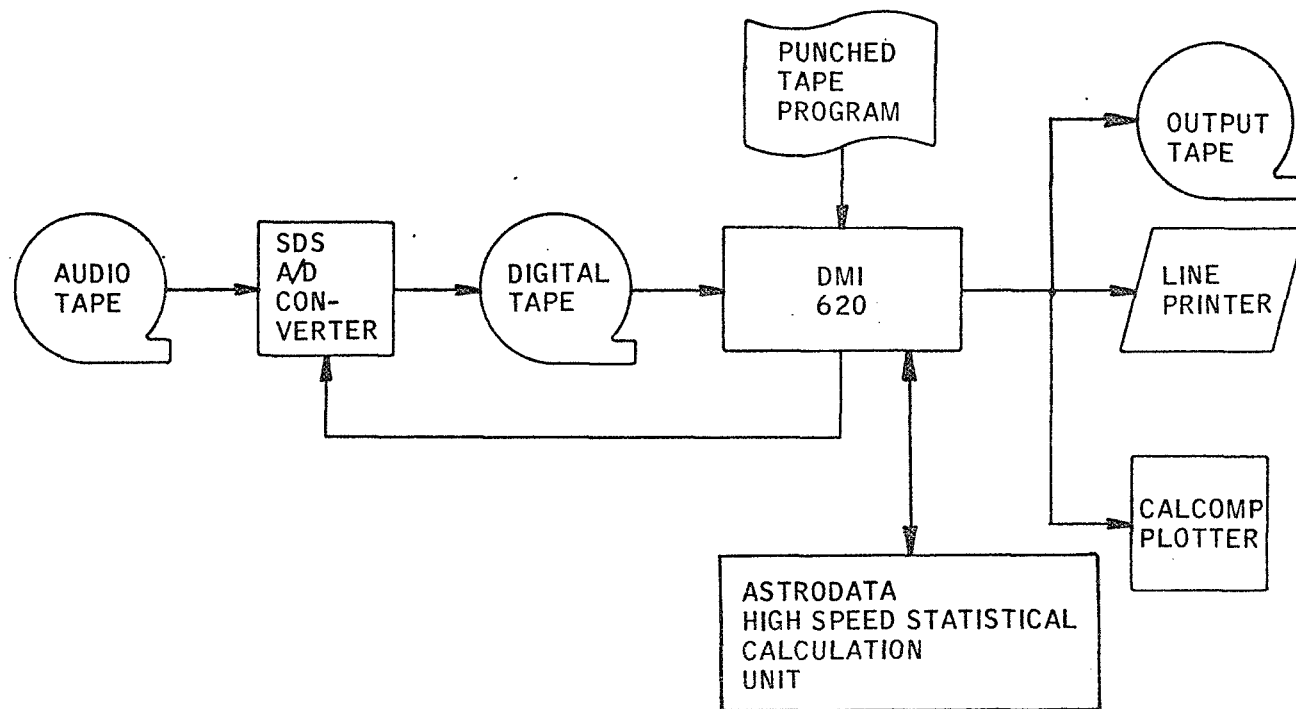 PUNCHED
TAPE
PROGRAM
OUTPUT
TAPE
AUDIO
TAPE
SDS
A/D
CON-
VERTER
DIGITAL
TAPE
DMI
620
LINE
PRINTER
CALCOMP
PLOTTER
ASTRODATA
HIGH SPEED STATISTICAL
CALCULATION
UNIT